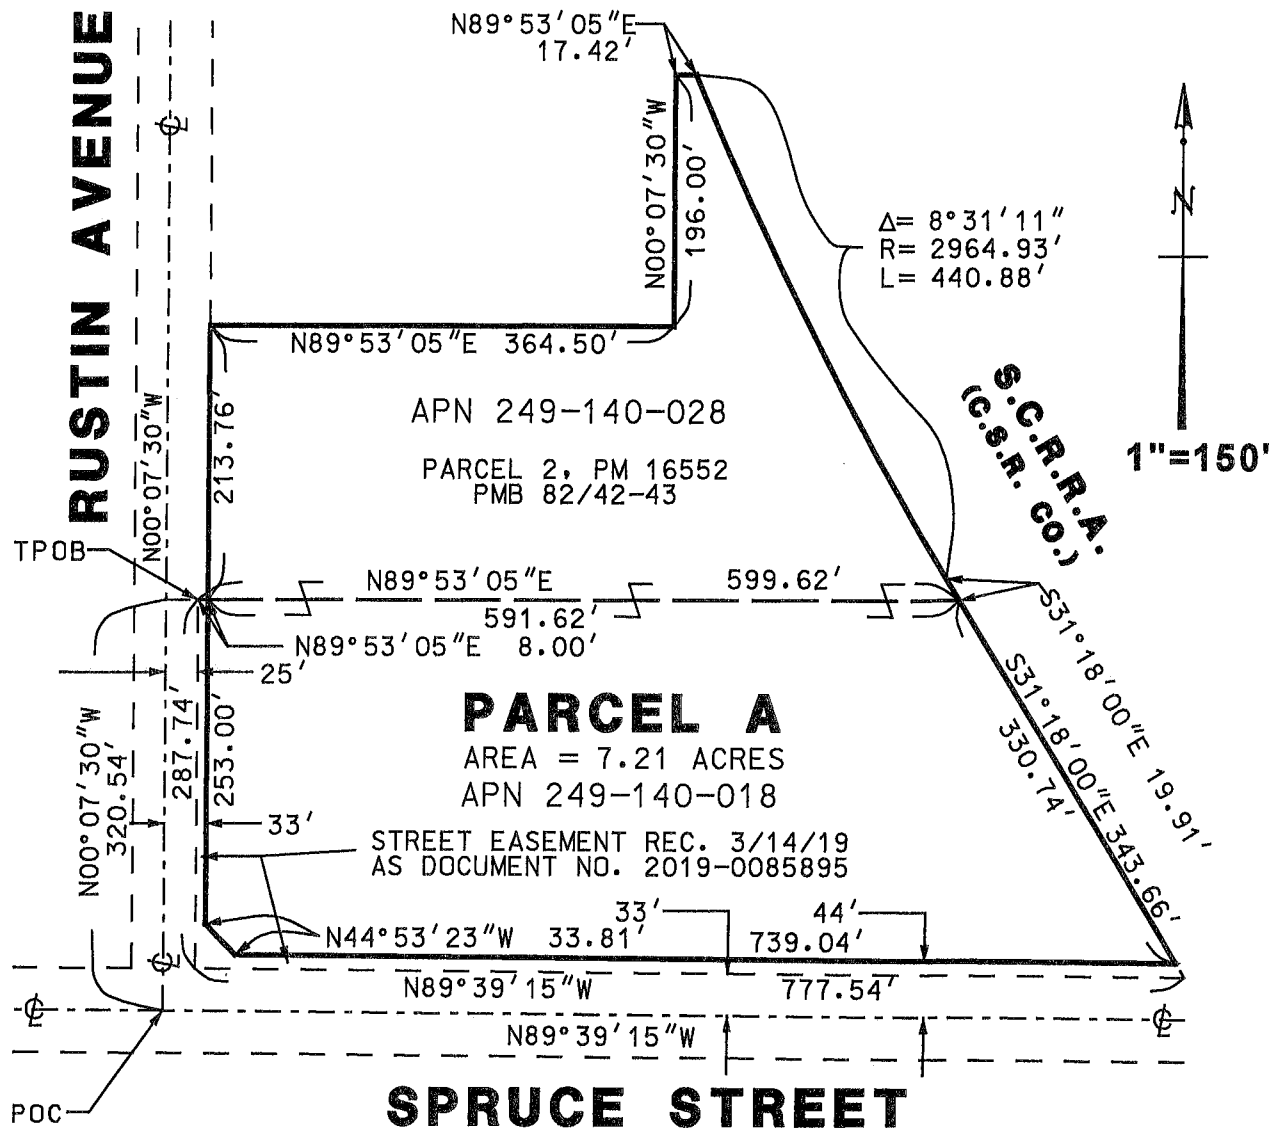 RUSTIN AVENUE
N89°53'05"E
17.42'
N00°07'30"W
196.00'
Δ= 8°31'11"
R= 2964.93'
L= 440.88'
N
1"=150'
N89°53'05"E 364.50'
S.C.R.R.A.
(C.S.R. CO.)
APN 249-140-028
PARCEL 2, PM 16552
PMB 82/42-43
213.76'
N00°07'30"W
TPOB
N89°53'05"E 599.62'
591.62'
N89°53'05"E 8.00'
25'
S31°18'00"E 19.91'
S31°18'00"E 343.66'
330.74'
PARCEL A
AREA = 7.21 ACRES
APN 249-140-018
N00°07'30"W
320.54'
287.74'
253.00'
33'
STREET EASEMENT REC. 3/14/19
AS DOCUMENT NO. 2019-0085895
33' 44'
N44°53'23"W 33.81' 739.04'
N89°39'15"W 777.54'
N89°39'15"W
POC
SPRUCE STREET